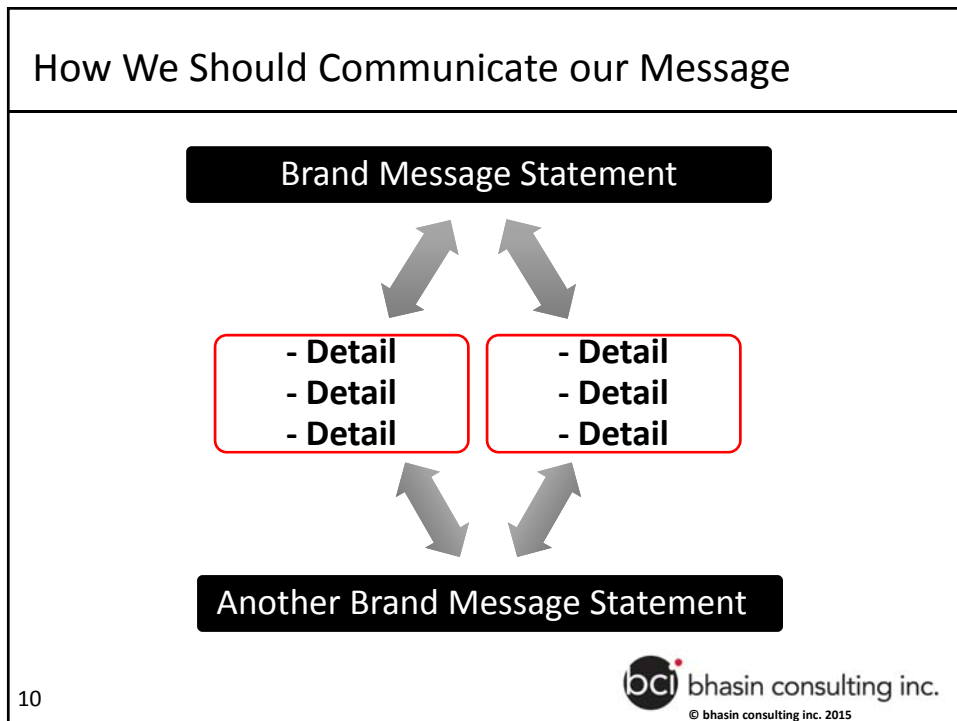 How We Should Communicate our Message
Brand Message Statement
- Detail
- Detail
- Detail
- Detail
- Detail
- Detail
Another Brand Message Statement
10
bci bhasin consulting inc.
© bhasin consulting inc. 2015